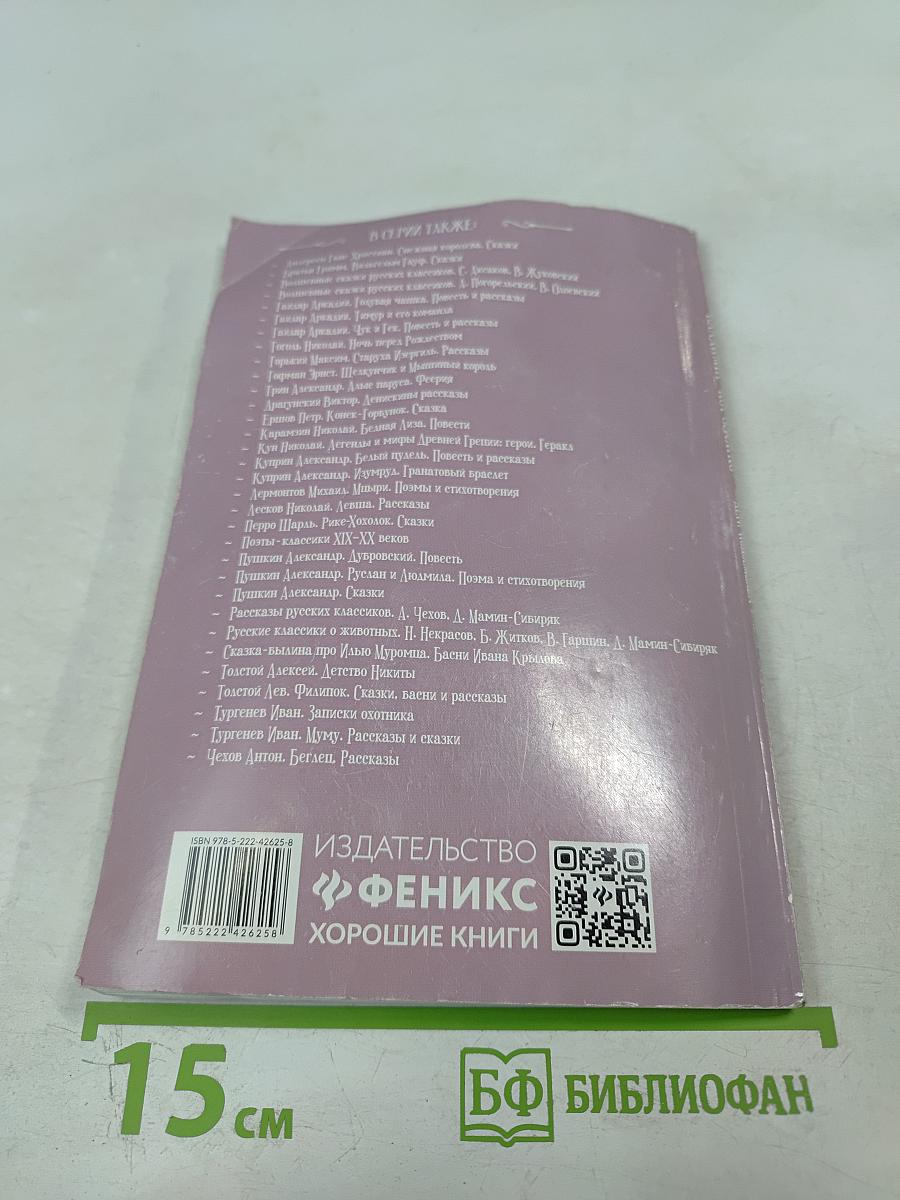 В СЕРИИ ТАКЖЕ:
~ Андерсен Ганс Христиан. Снежная королева. Сказки
~ Братья Гримм, Вильгельм Гауф. Сказки
~ Волшебные сказки русских классиков. С. Аксаков, В. Жуковский
~ Волшебные сказки русских классиков. А. Погорельский, В. Одоевский
~ Гайдар Аркадий. Голубая чашка. Повесть и рассказы
~ Гайдар Аркадий. Тимур и его команда
~ Гайдар Аркадий. Чук и Гек. Повесть и рассказы
~ Гоголь Николай. Ночь перед Рождеством
~ Горький Максим. Старуха Изергиль. Рассказы
~ Гофман Эрнст. Щелкунчик и Мышиный король
~ Грин Александр. Алые паруса. Феерия
~ Драгунский Виктор. Денискины рассказы
~ Ершов Петр. Конек-Горбунок. Сказка
~ Карамзин Николай. Бедная Лиза. Повести
~ Кун Николай. Легенды и мифы Древней Греции: герои. Геракл
~ Куприн Александр. Белый пудель. Повесть и рассказы
~ Куприн Александр. Изумруд. Гранатовый браслет
~ Лермонтов Михаил. Мцыри. Поэмы и стихотворения
~ Лесков Николай. Левша. Рассказы
~ Перро Шарль. Рике-Хохолок. Сказки
~ Поэты-классики XIX–XX веков
~ Пушкин Александр. Дубровский. Повесть
~ Пушкин Александр. Руслан и Людмила. Поэма и стихотворения
~ Пушкин Александр. Сказки
~ Рассказы русских классиков. А. Чехов, Д. Мамин-Сибиряк
~ Русские классики о животных. Н. Некрасов, Б. Житков, В. Гаршин, Д. Мамин-Сибиряк
~ Сказка-былина про Илью Муромца. Басни Ивана Крылова
~ Толстой Алексей. Детство Никиты
~ Толстой Лев. Филипок. Сказки, басни и рассказы
~ Тургенев Иван. Записки охотника
~ Тургенев Иван. Муму. Рассказы и сказки
~ Чехов Антон. Беглец. Рассказы
ISBN 978-5-222-42625-8
9 785222 426258
ИЗДАТЕЛЬСТВО
ФЕНИКС
ХОРОШИЕ КНИГИ
15 см
БФ БИБЛИОФАН